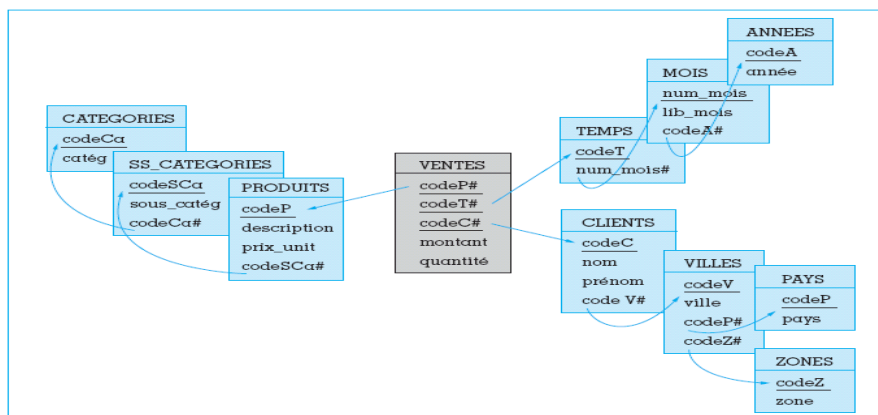 CATEGORIES
codeCa
catég
SS_CATEGORIES
codeSCa
sous_catég
codeCa#
PRODUITS
codeP
description
prix_unit
codeSCa#
VENTES
codeP#
codeT#
codeC#
montant
quantité
TEMPS
codeT
num_mois#
MOIS
num_mois
lib_mois
codeA#
ANNEES
codeA
année
CLIENTS
codeC
nom
prénom
code V#
VILLES
codeV
ville
codeP#
codeZ#
PAYS
codeP
pays
ZONES
codeZ
zone